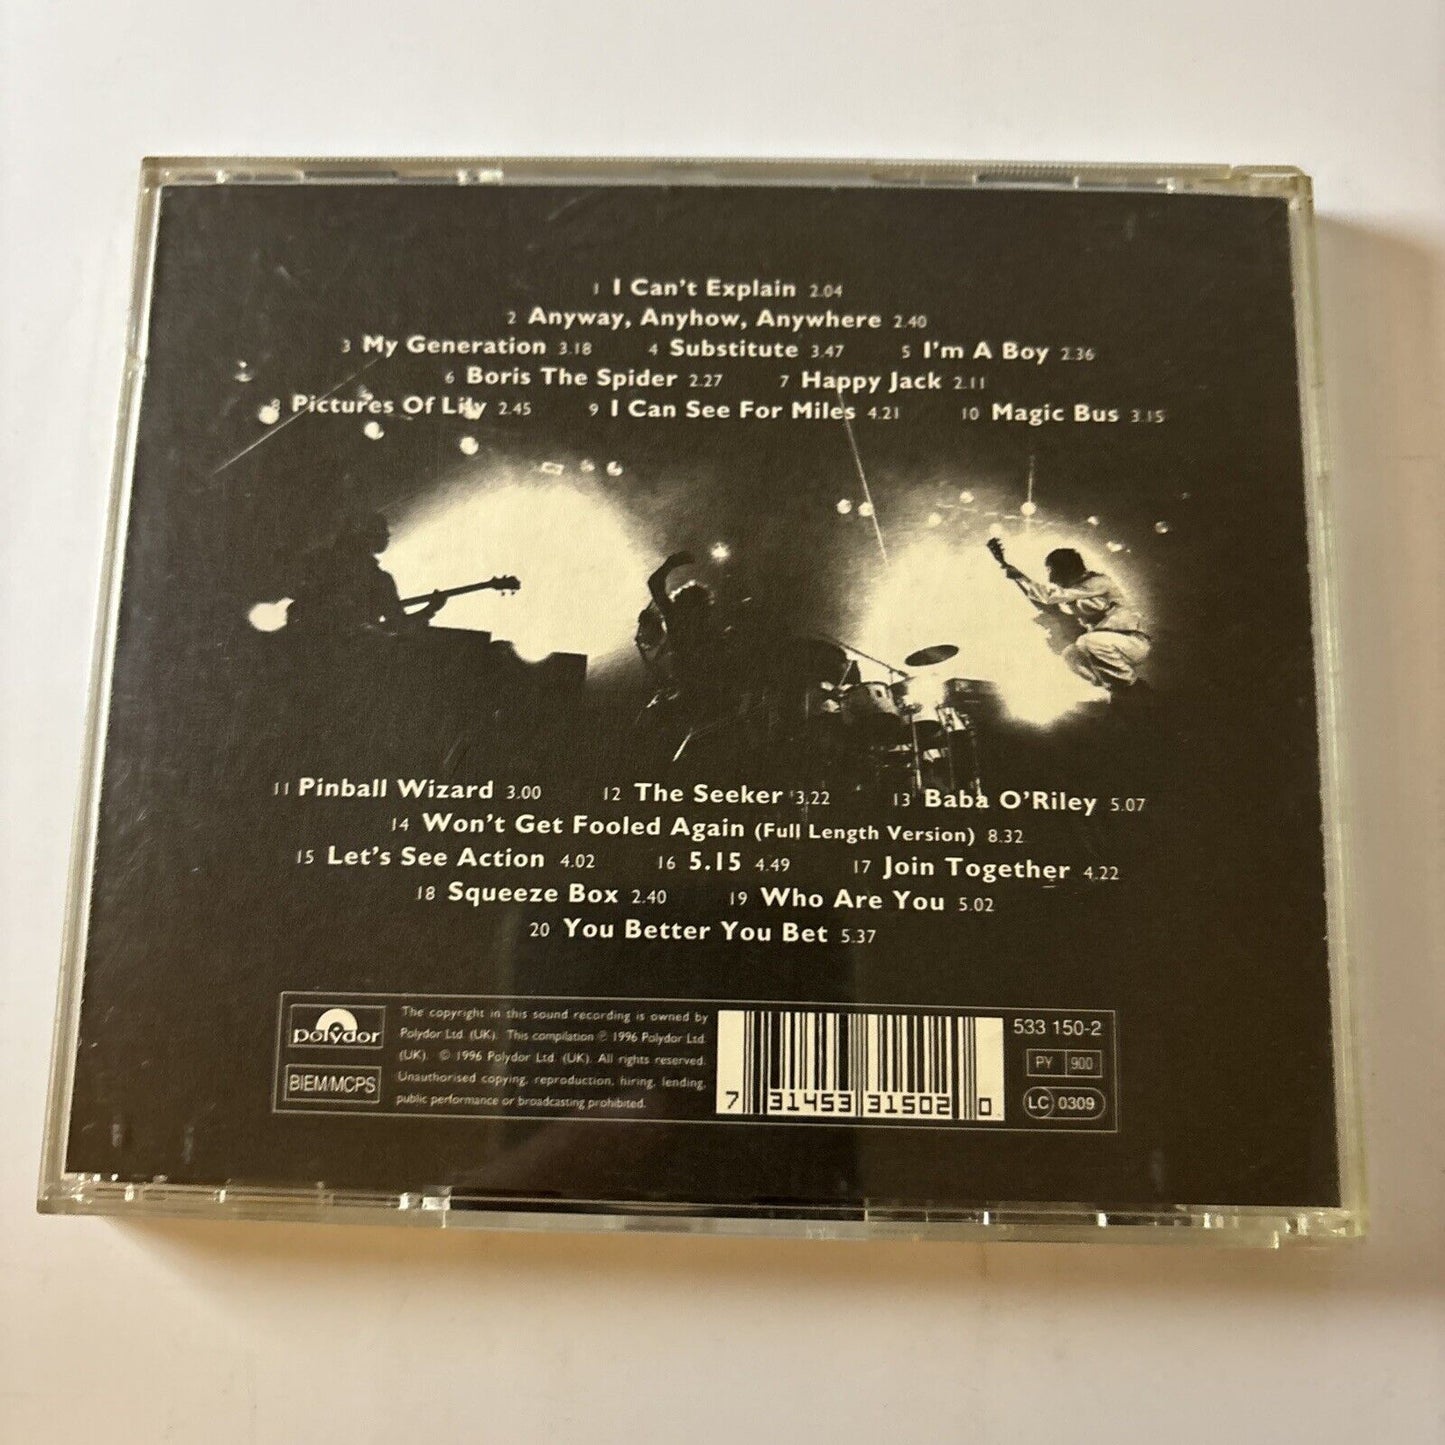 1 I Can't Explain 2.04
2 Anyway, Anyhow, Anywhere 2.40
3 My Generation 3.18 4 Substitute 3.47 5 I'm A Boy 2.36
6 Boris The Spider 2.27 7 Happy Jack 2.11
8 Pictures Of Lily 2.45 9 I Can See For Miles 4.21 10 Magic Bus 3.15
11 Pinball Wizard 3.00 12 The Seeker 3.22 13 Baba O'Riley 5.07
14 Won't Get Fooled Again (Full Length Version) 8.32
15 Let's See Action 4.02 16 5.15 4.49 17 Join Together 4.22
18 Squeeze Box 2.40 19 Who Are You 5.02
20 You Better You Bet 5.37
polydor
BIEM/MCPS
The copyright in this sound recording is owned by
Polydor Ltd. (UK). This compilation ℗ 1996 Polydor Ltd.
(UK). © 1996 Polydor Ltd. (UK). All rights reserved.
Unauthorised copying, reproduction, hiring, lending,
public performance or broadcasting prohibited.
7 31453 31502 0
533 150-2
PY 900
LC 0309